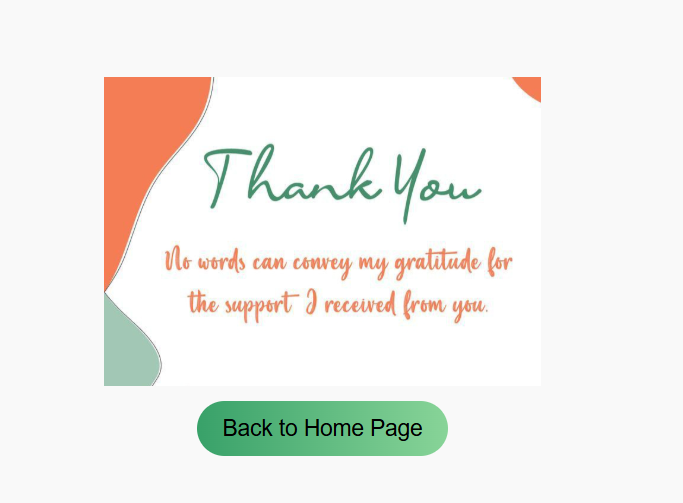 Thank You
No words can convey my gratitude for
the support I received from you.
Back to Home Page